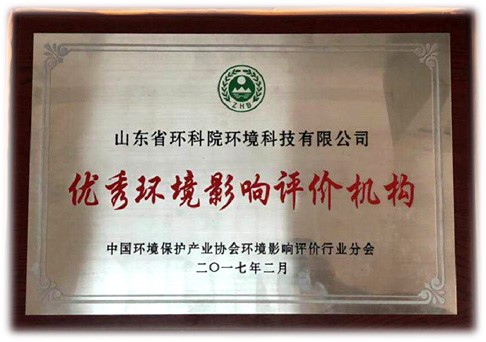 ZHB
山东省环科院环境科技有限公司
优秀环境影响评价机构
中国环境保护产业协会环境影响评价行业分会
二〇一七年二月